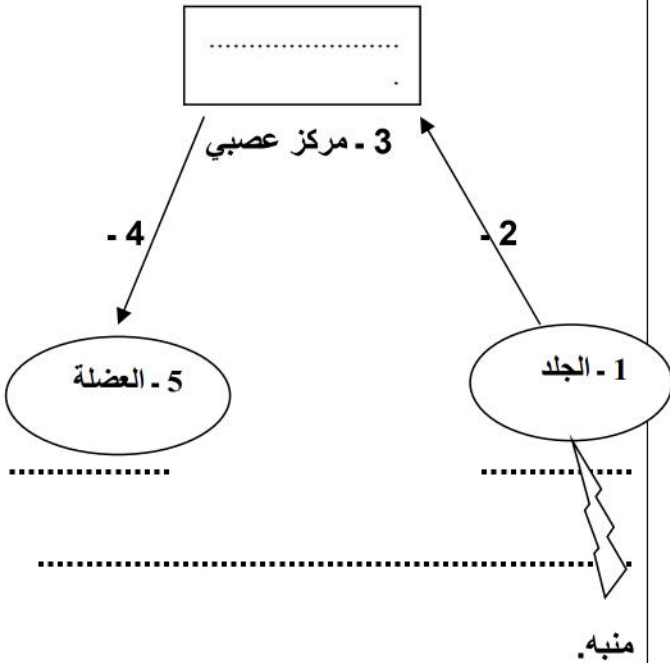 ........................
.
3 ـ مركز عصبي
4 -
2 -
5 ـ العضلة
1 ـ الجلد
.................
................
................................................................
منبه.